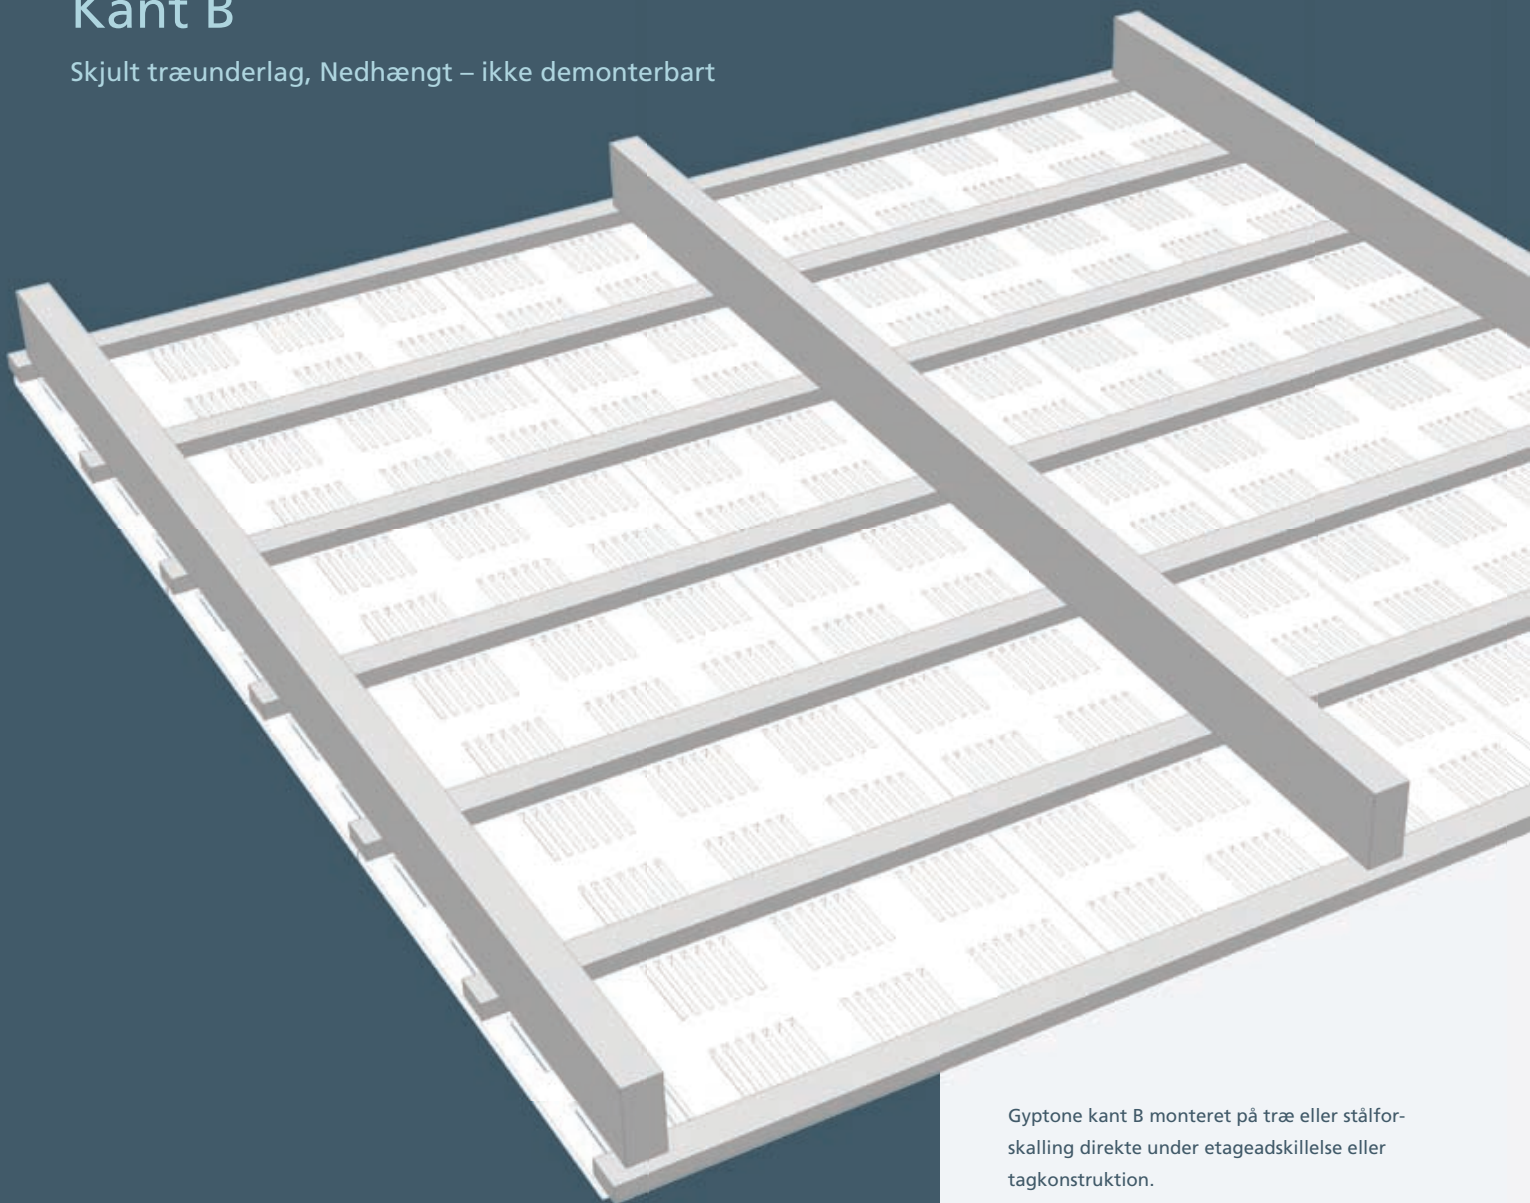 Kant B
Skjult træunderlag, Nedhængt – ikke demonterbart
Gyptone kant B monteret på træ eller stålfor-
skalling direkte under etageadskillelse eller
tagkonstruktion.